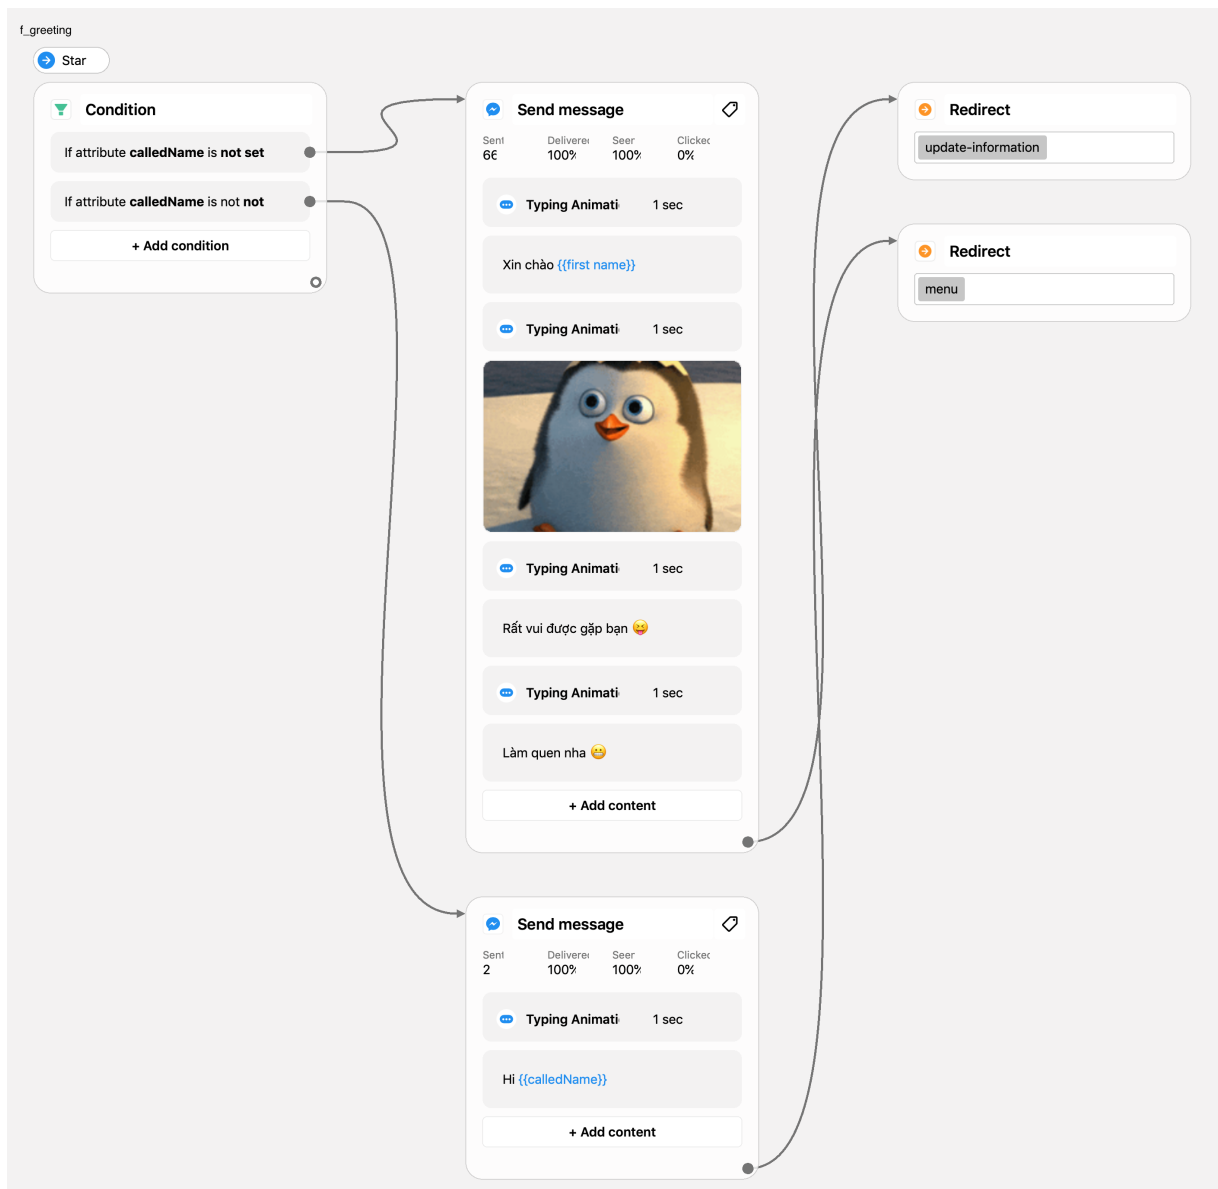 f_greeting
Star
Condition
If attribute calledName is not set
If attribute calledName is not not
+ Add condition
Send message
Sent Delivered Seen Clicked
66 100% 100% 0%
Typing Animati 1 sec
Xin chào {{first name}}
Typing Animati 1 sec
Typing Animati 1 sec
Rất vui được gặp bạn 😝
Typing Animati 1 sec
Làm quen nha 😬
+ Add content
Send message
Sent Delivered Seen Clicked
2 100% 100% 0%
Typing Animati 1 sec
Hi {{calledName}}
+ Add content
Redirect
update-information
Redirect
menu